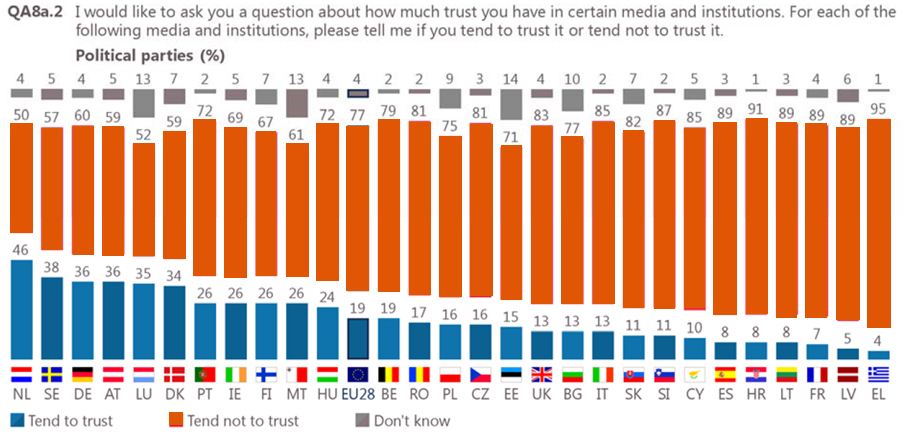 QA8a.2 I would like to ask you a question about how much trust you have in certain media and institutions. For each of the
following media and institutions, please tell me if you tend to trust it or tend not to trust it.
Political parties (%)
4 5 4 5 13 7 2 5 7 13 4 4 2 2 9 3 14 4 10 2 7 2 5 3 1 3 4 6 1
50 57 60 59 52 59 72 69 67 61 72 77 79 81 75 81 71 83 77 85 82 87 85 89 91 89 89 89 95
46 38 36 36 35 34 26 26 26 26 24 19 19 17 16 16 15 13 13 13 11 11 10 8 8 8 7 5 4
NL SE DE AT LU DK PT IE FI MT HU EU28 BE RO PL CZ EE UK BG IT SK SI CY ES HR LT FR LV EL
Tend to trust Tend not to trust Don't know